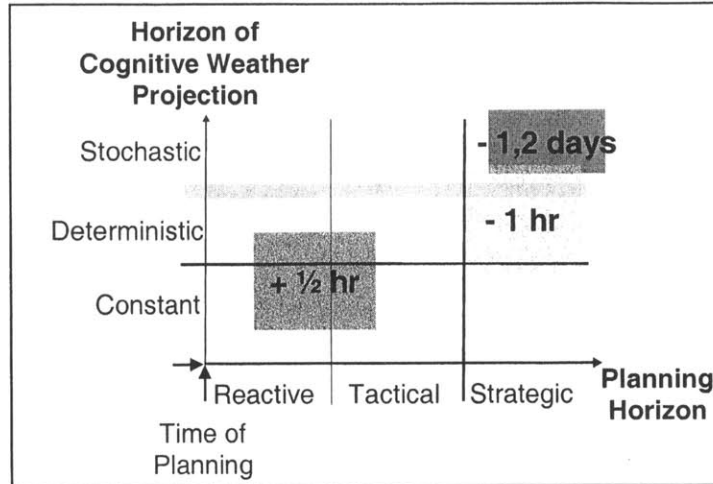 Horizon of
Cognitive Weather
Projection
Stochastic
- 1,2 days
Deterministic
- 1 hr
+ ½ hr
Constant
Reactive
Tactical
Strategic
Planning
Horizon
Time of
Planning